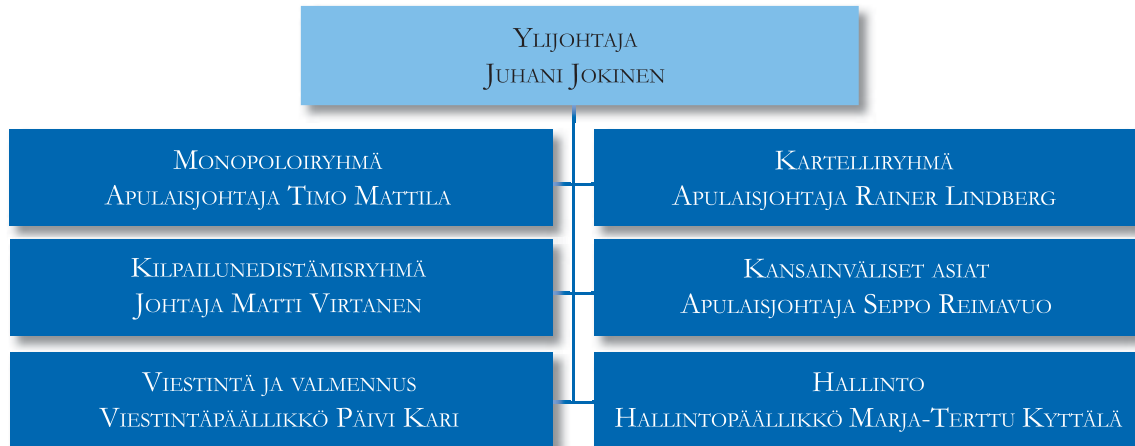 Ylijohtaja
Juhani Jokinen
Monopoloiryhmä
Apulaisjohtaja Timo Mattila
Kartelliryhmä
Apulaisjohtaja Rainer Lindberg
Kilpailunedistämisryhmä
Johtaja Matti Virtanen
Kansainväliset asiat
Apulaisjohtaja Seppo Reimavuo
Viestintä ja valmennus
Viestintäpäällikkö Päivi Kari
Hallinto
Hallintopäällikkö Marja-Terttu Kyttälä